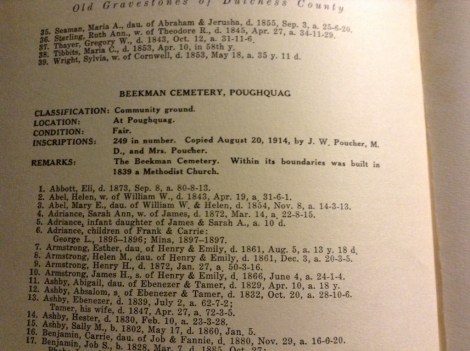 Old Gravestones of Dutchess County
35. Seaman, Maria A., dau. of Abraham & Jerusha, d. 1853, Sep. 3, a. 25-6-20.
36. Sterling, Ruth Ann., w. of Theodore R., d. 1845, Apr. 27, a. 34-11-29.
37. Thayer, Gregory W., d. 1843, Oct. 12, a. 31-11-6.
38. Tibbits, Maria C., d. 1853, Apr. 10, in 58th y.
39. Wright, Sylvia, w. of Cornwell, d. 1853, May 18, a. 35 y. 11 d.
BEEKMAN CEMETERY, POUGHQUAG
CLASSIFICATION: Community ground.
LOCATION: At Poughquag.
CONDITION: Fair.
INSCRIPTIONS: 249 in number. Copied August 20, 1914, by J. W. Poucher, M.
D., and Mrs. Poucher.
REMARKS: The Beekman Cemetery. Within its boundaries was built in
1839 a Methodist Church.
1. Abbott, Eli, d. 1873, Sep. 8, a. 80-8-13.
2. Abel, Helen, w. of William W., d. 1843, Apr. 19, a. 31-6-1.
3. Abel, Mary E., dau. of William W. & Helen, d. 1854, Nov. 8, a. 14-3-13.
4. Adriance, Sarah Ann, w. of James, d. 1872, Mar. 14, a. 22-8-15.
5. Adriance, infant daughter of James & Sarah A., a. 10 d.
6. Adriance, children of Frank & Carrie:
George L., 1895-1896; Mina, 1897-1897.
7. Armstrong, Esther, dau. of Henry & Emily, d. 1861, Aug. 5, a. 13 y. 18 d.
8. Armstrong, Helen M., dau. of Henry & Emily, d. 1861, Dec. 3, a. 20-3-5.
9. Armstrong, Henry H., d. 1872, Jan. 27, a. 50-3-16.
10. Armstrong, James H., s. of Henry & Emily, d. 1866, June 4, a. 24-1-4.
11. Ashby, Abigail, dau. of Ebenezer & Tamer, d. 1829, Apr. 10, a. 18 y.
12. Ashby, Absalom, s. of Ebenezer & Tamer, d. 1832, Oct. 20, a. 28-10-6.
13. Ashby, Ebenezer, d. 1839, July 2, a. 62-7-2;
Tamer, his wife, d. 1847, Apr. 27, a. 72-3-5.
14. Ashby, Hester, d. 1830, Feb. 10, a. 23-3-28.
15. Ashby, Sally M., b. 1802, May 17, d. 1860, Jan. 5.
16. Benjamin, Carrie, dau. of Job & Fannie, d. 1880, Nov. 29, a. 16-6-20.
17. Benjamin, Job S., b. 1828, Mar. 7, d. 1885, Oct. 27;